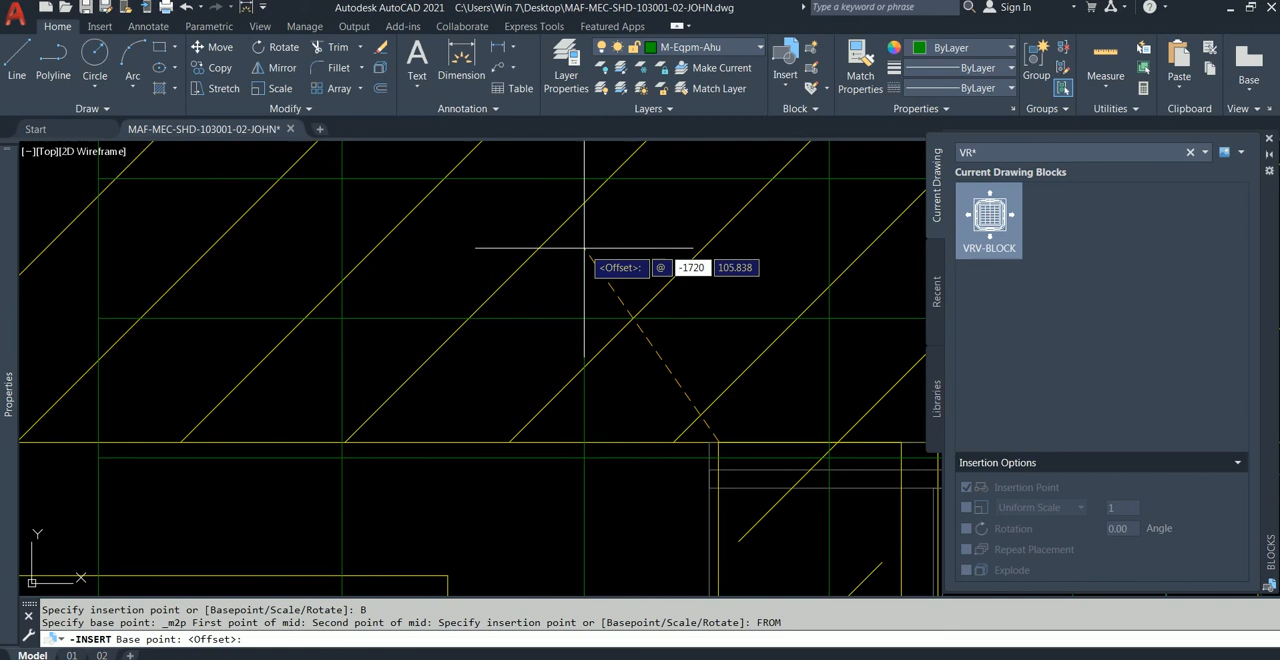 Autodesk AutoCAD 2021 C:\Users\Win 7\Desktop\MAF-MEC-SHD-103001-02-JOHN.dwg
Type a keyword or phrase
Sign In
Home Insert Annotate Parametric View Manage Output Add-ins Collaborate Express Tools Featured Apps
Line Polyline Circle Arc
Move Rotate Trim
Copy Mirror Fillet
Stretch Scale Array
Text Dimension Table
Layer Properties
M-Eqpm-Ahu
Make Current
Match Layer
Insert
Match Properties
ByLayer
ByLayer
ByLayer
Group
Measure
Paste
Base
Draw Modify Annotation Layers Block Properties Groups Utilities Clipboard View
Start MAF-MEC-SHD-103001-02-JOHN*
[−][Top][2D Wireframe]
Properties
<Offset>: @ -1720 105.838
Y
X
Current Drawing
Recent
Libraries
VR*
Current Drawing Blocks
VRV-BLOCK
Insertion Options
Insertion Point
Uniform Scale 1
Rotation 0.00 Angle
Repeat Placement
Explode
BLOCKS
Specify insertion point or [Basepoint/Scale/Rotate]: B
Specify base point: _m2p First point of mid: Second point of mid: Specify insertion point or [Basepoint/Scale/Rotate]: FROM
-INSERT Base point: <Offset>:
Model 01 02